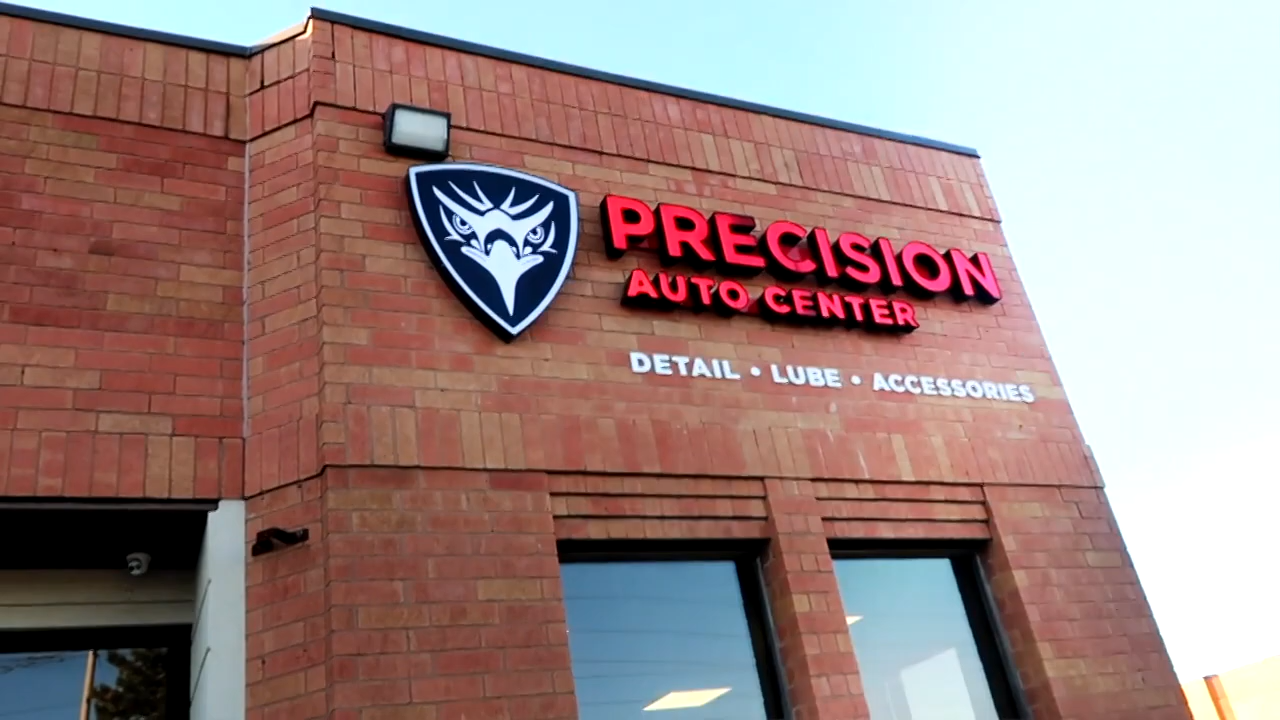 PRECISION
AUTO CENTER
DETAIL • LUBE • ACCESSORIES